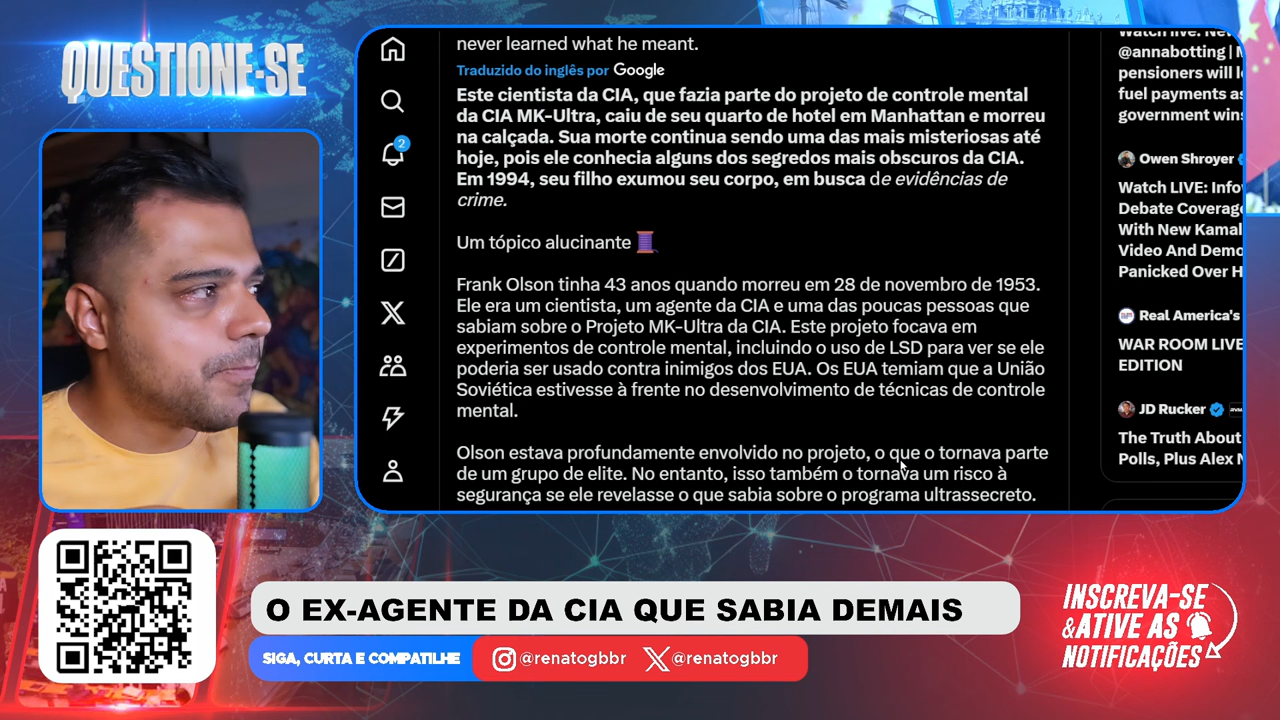 QUESTIONE-SE
never learned what he meant.
Traduzido do inglês por Google
Este cientista da CIA, que fazia parte do projeto de controle mental
da CIA MK-Ultra, caiu de seu quarto de hotel em Manhattan e morreu
na calçada. Sua morte continua sendo uma das mais misteriosas até
hoje, pois ele conhecia alguns dos segredos mais obscuros da CIA.
Em 1994, seu filho exumou seu corpo, em busca de evidências de
crime.
Um tópico alucinante
Frank Olson tinha 43 anos quando morreu em 28 de novembro de 1953.
Ele era um cientista, um agente da CIA e uma das poucas pessoas que
sabiam sobre o Projeto MK-Ultra da CIA. Este projeto focava em
experimentos de controle mental, incluindo o uso de LSD para ver se ele
poderia ser usado contra inimigos dos EUA. Os EUA temiam que a União
Soviética estivesse à frente no desenvolvimento de técnicas de controle
mental.
Olson estava profundamente envolvido no projeto, o que o tornava parte
de um grupo de elite. No entanto, isso também o tornava um risco à
segurança se ele revelasse o que sabia sobre o programa ultrassecreto.
2
@annabotting |
pensioners will
fuel payments as
government
Owen Shroyer
Watch LIVE:
Debate Coverage
With New
Video And
Panicked Over
Real America's
WAR ROOM LIVE
EDITION
JD Rucker
The Truth About
Polls, Plus Alex
O EX-AGENTE DA CIA QUE SABIA DEMAIS
SIGA, CURTA E COMPATILHE
@renatogbbr
@renatogbbr
INSCREVA-SE
&ATIVE AS
NOTIFICAÇÕES